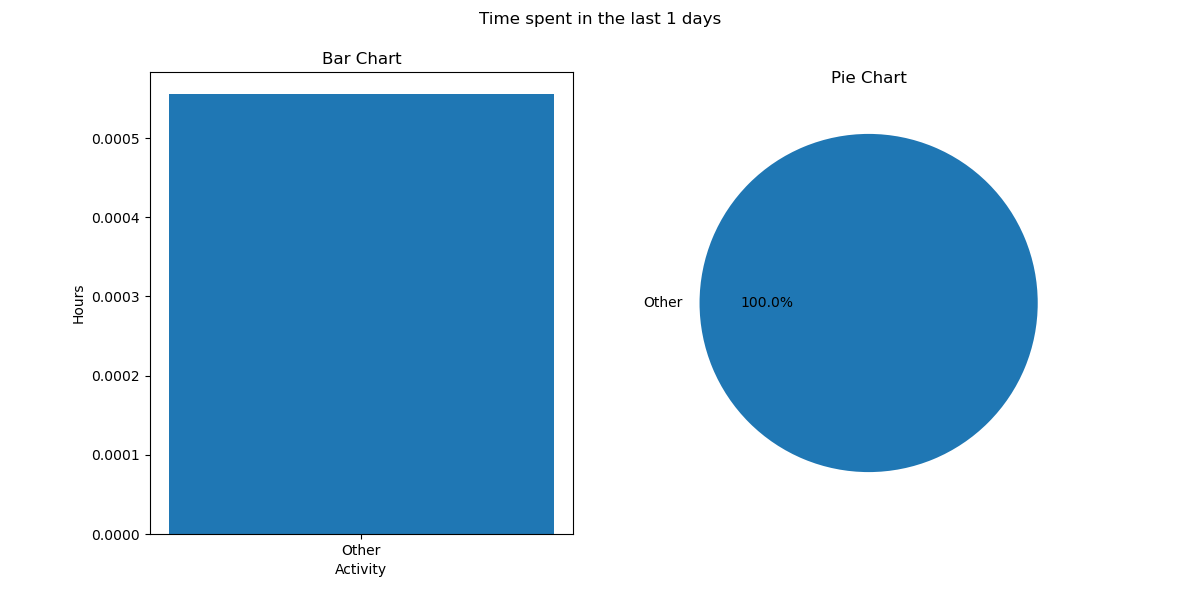 Time spent in the last 1 days
Bar Chart
0.0005
0.0004
0.0003
0.0002
0.0001
0.0000
Hours
Other
Activity
Pie Chart
Other
100.0%